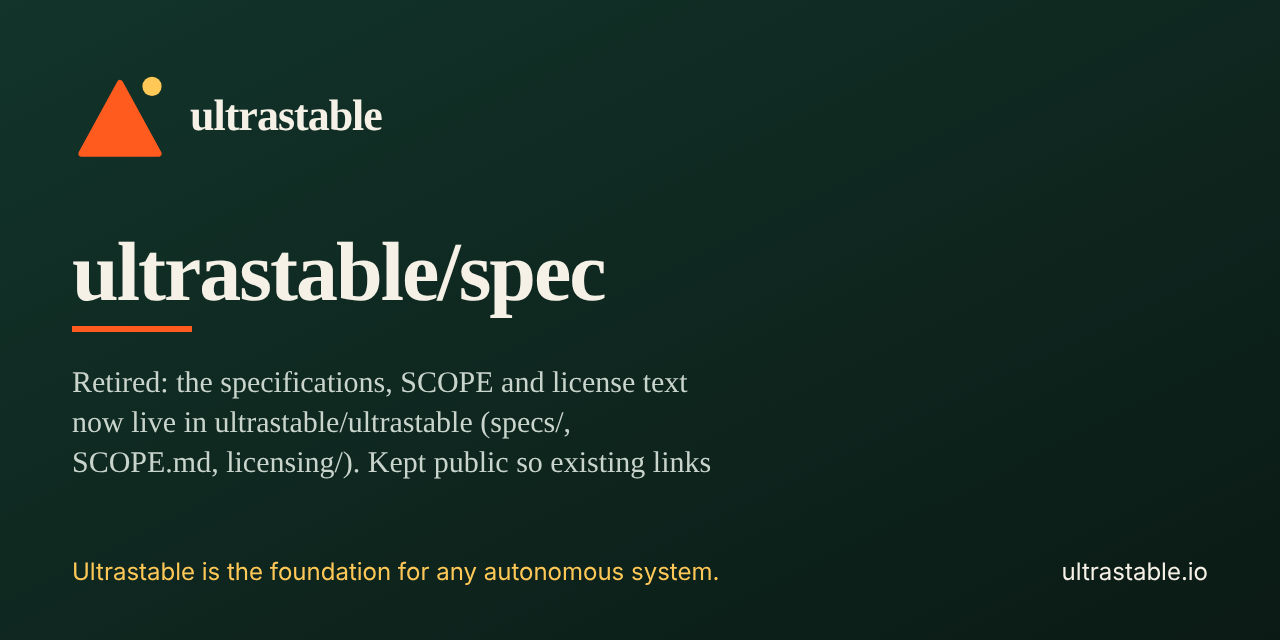 ultrastable
ultrastable/spec
Retired: the specifications, SCOPE and license text
now live in ultrastable/ultrastable (specs/,
SCOPE.md, licensing/). Kept public so existing links
Ultrastable is the foundation for any autonomous system.
ultrastable.io